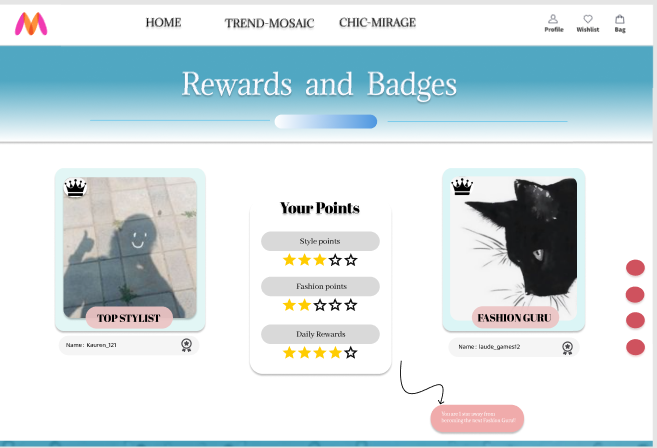 HOME
TREND-MOSAIC
CHIC-MIRAGE
Profile
Wishlist
Bag
Rewards and Badges
TOP STYLIST
Name: Kauren_121
Your Points
Style points
Fashion points
Daily Rewards
FASHION GURU
Name: laude_games12
You are 1 star away from
becoming the next Fashion Guru!!